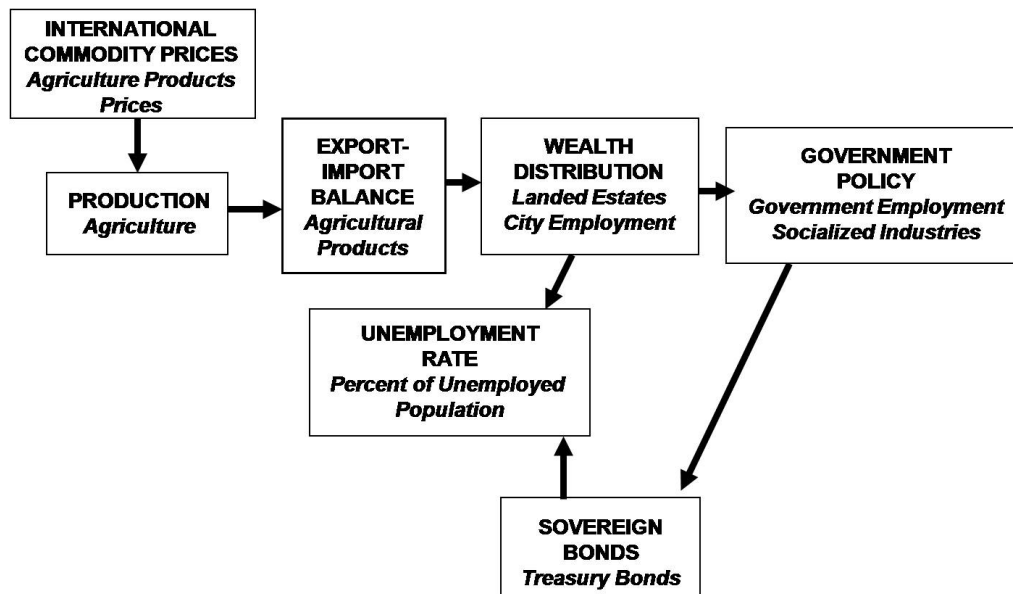 INTERNATIONAL
COMMODITY PRICES
Agriculture Products
Prices
PRODUCTION
Agriculture
EXPORT-
IMPORT
BALANCE
Agricultural
Products
WEALTH
DISTRIBUTION
Landed Estates
City Employment
GOVERNMENT
POLICY
Government Employment
Socialized Industries
UNEMPLOYMENT
RATE
Percent of Unemployed
Population
SOVEREIGN
BONDS
Treasury Bonds